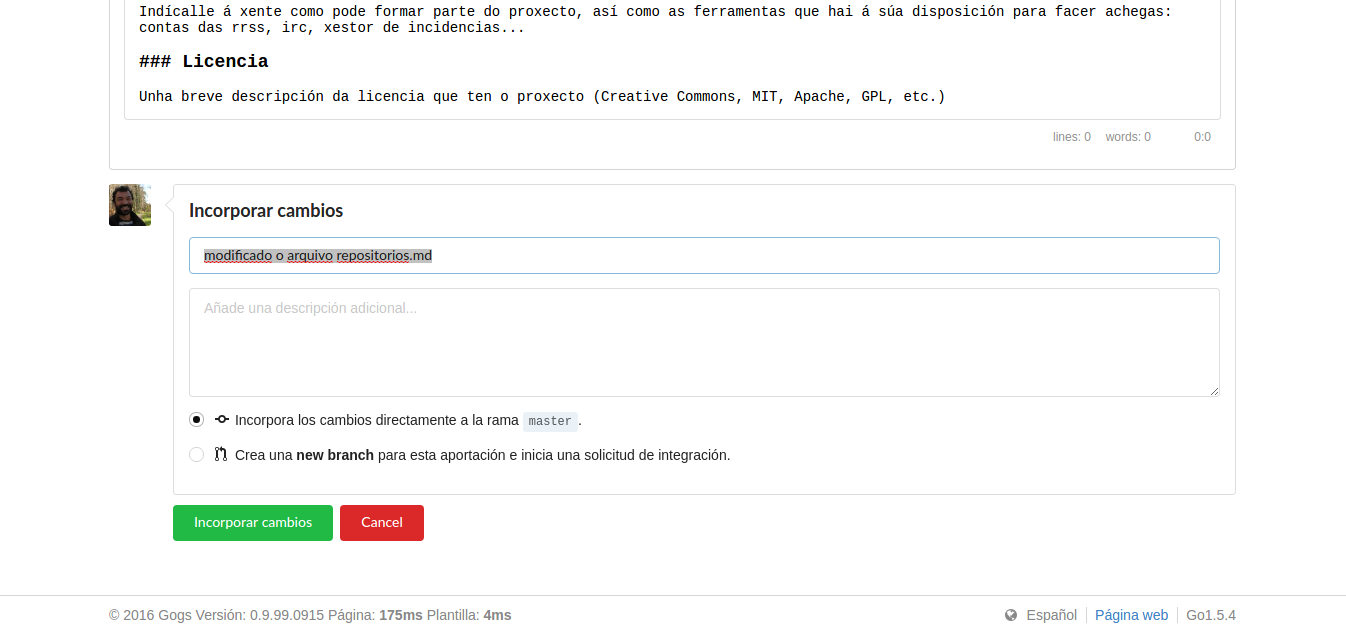 Indícalle á xente como pode formar parte do proxecto, así como as ferramentas que hai á súa disposición para facer achegas:
contas das rrss, irc, xestor de incidencias...
### Licencia
Unha breve descripción da licencia que ten o proxecto (Creative Commons, MIT, Apache, GPL, etc.)
lines: 0 words: 0 0:0
Incorporar cambios
modificado o arquivo repositorios.md
Añade una descripción adicional...
Incorpora los cambios directamente a la rama master.
Crea una new branch para esta aportación e inicia una solicitud de integración.
Incorporar cambios Cancel
© 2016 Gogs Versión: 0.9.99.0915 Página: 175ms Plantilla: 4ms Español Página web Go1.5.4